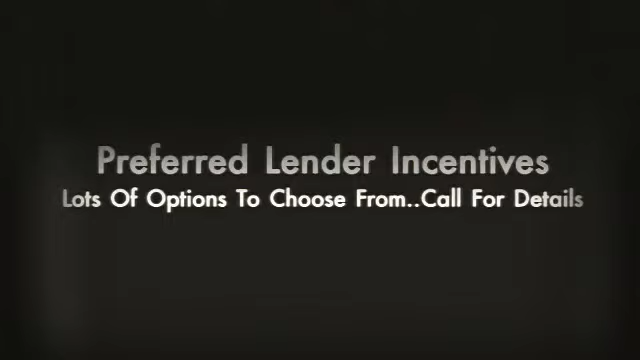 Preferred Lender Incentives
Lots Of Options To Choose From..Call For Details